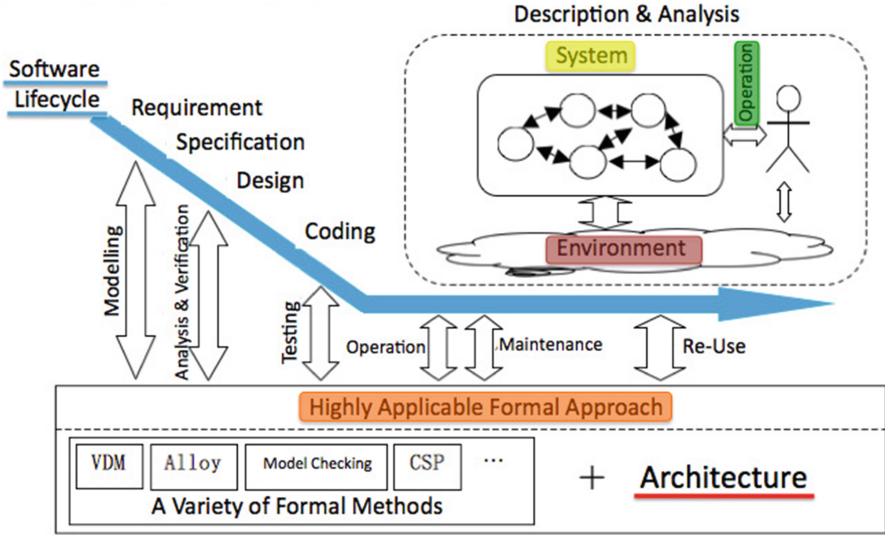 Description & Analysis
System
Operation
Software
Lifecycle
Requirement
Specification
Design
Coding
Environment
Modelling
Analysis & Verification
Testing
Operation
Maintenance
Re-Use
Highly Applicable Formal Approach
VDM
Alloy
Model Checking
CSP
...
A Variety of Formal Methods
+
Architecture